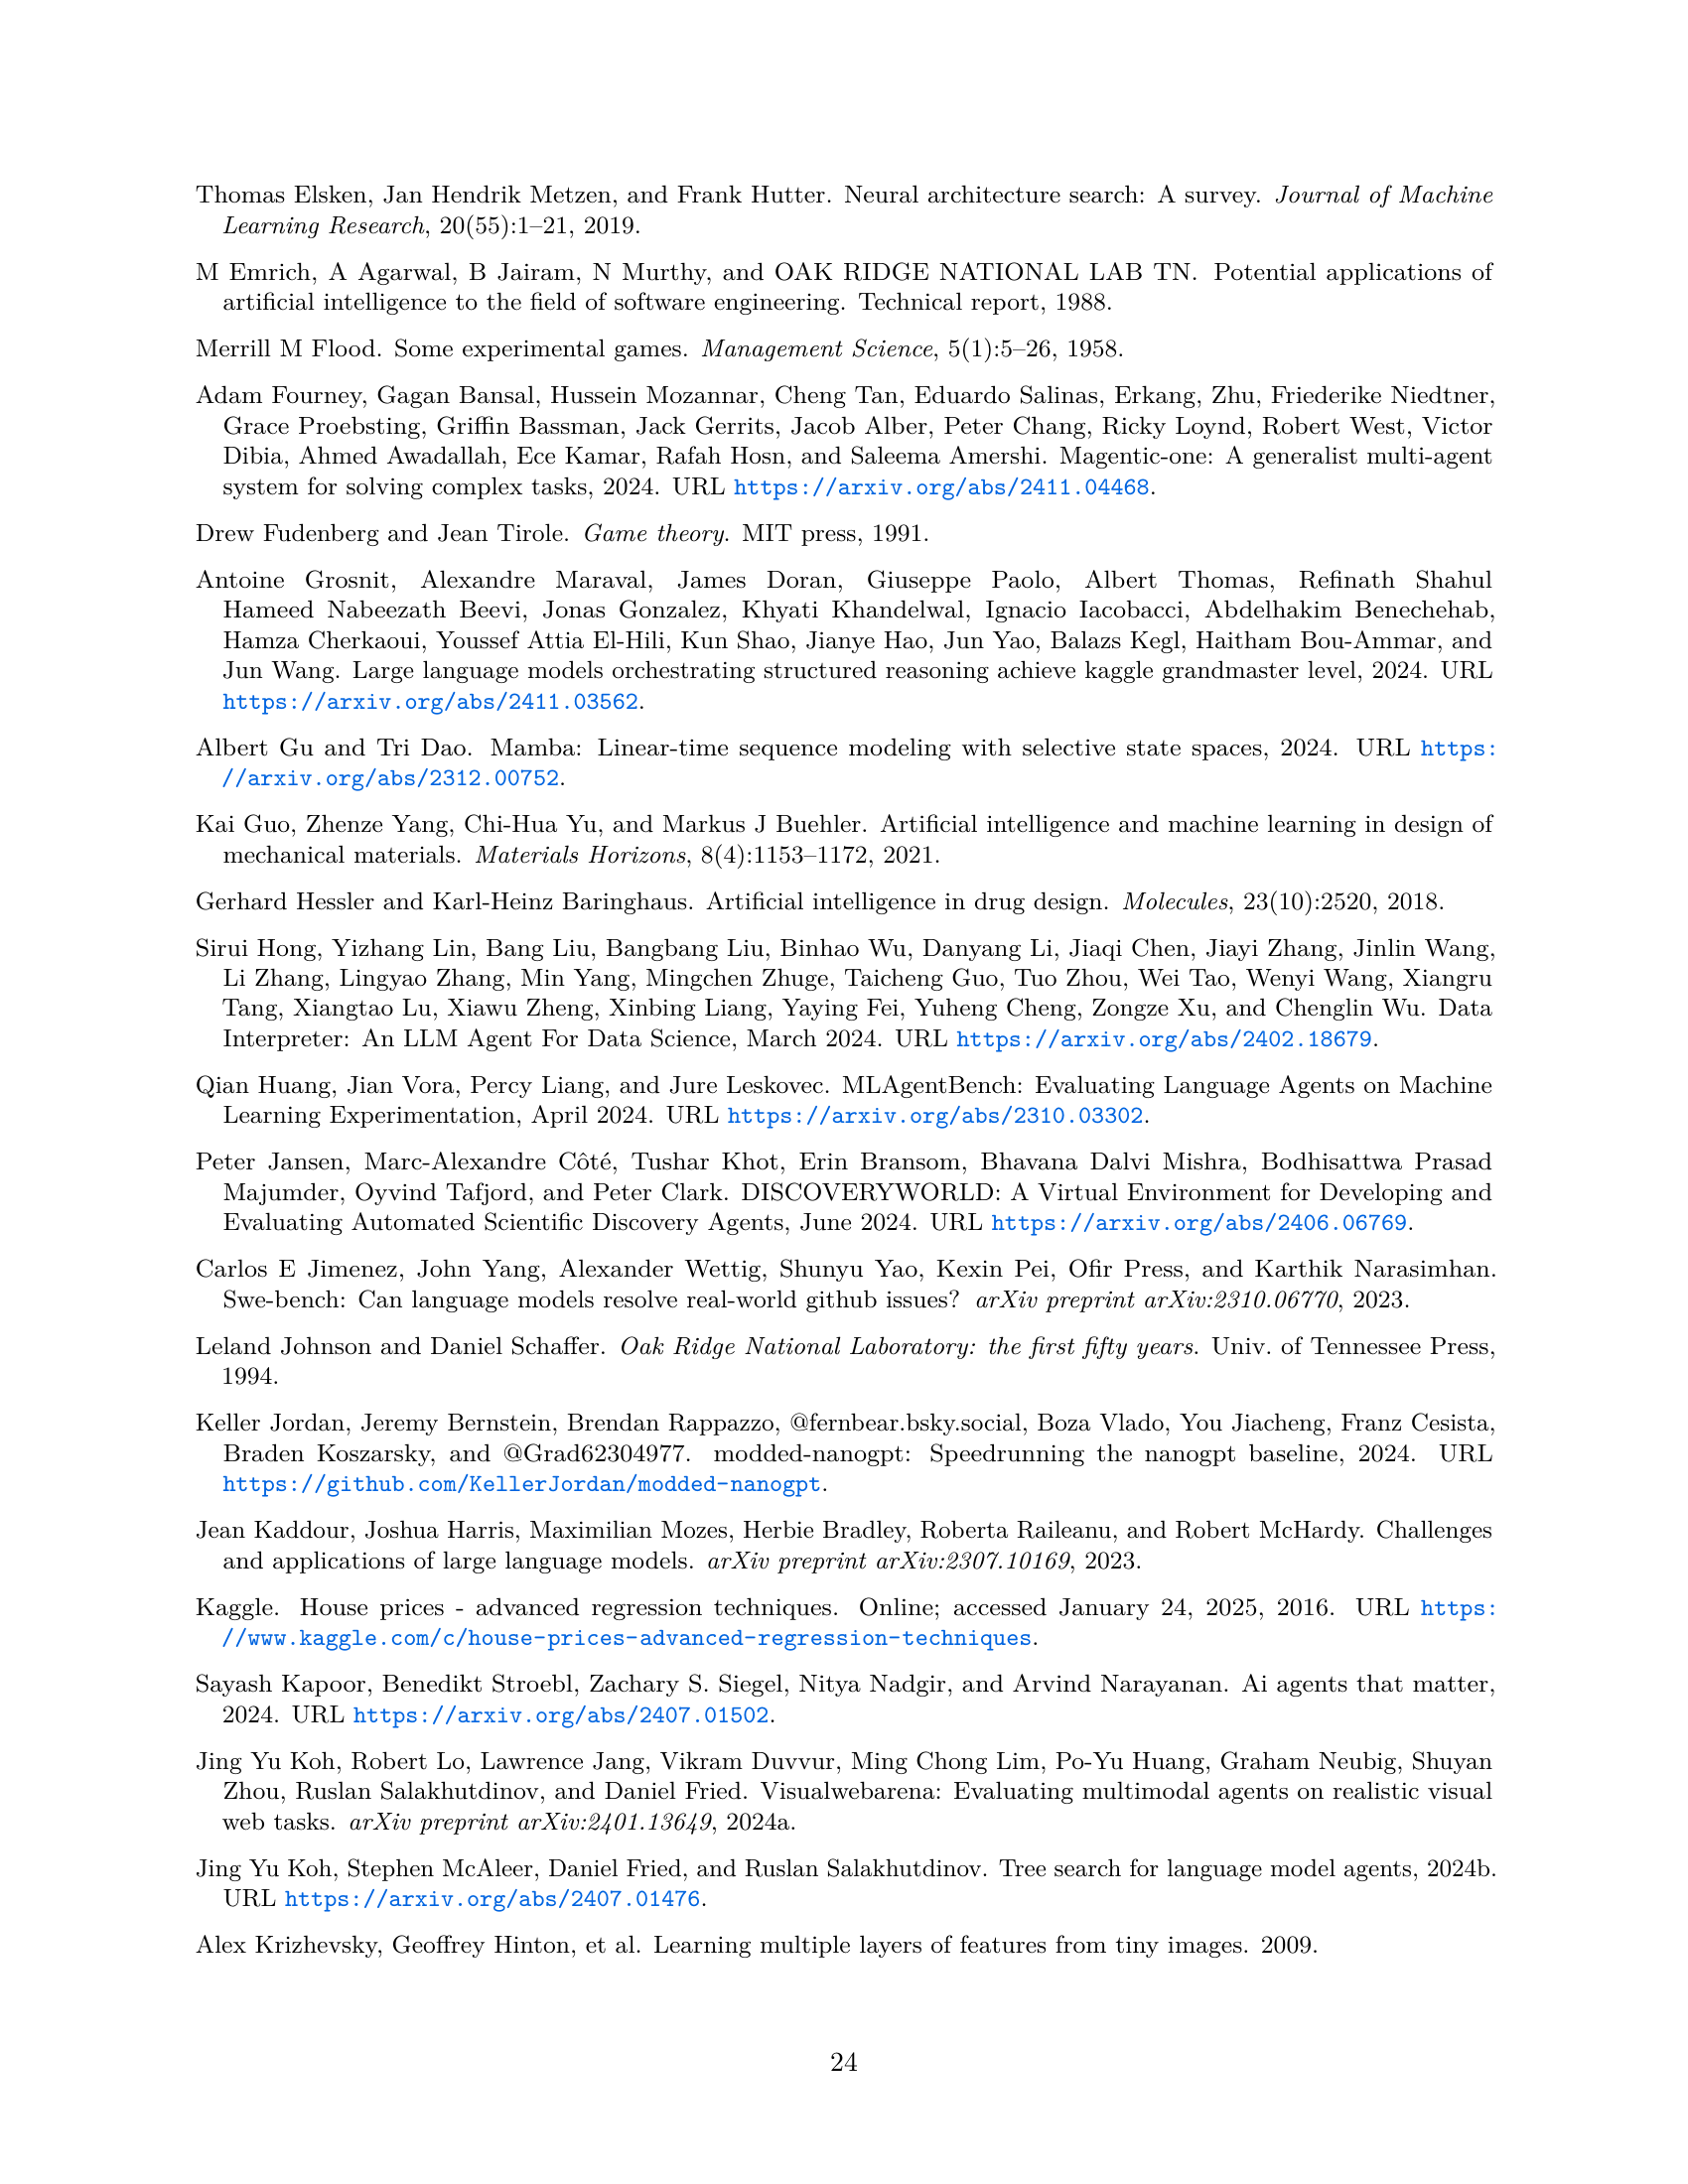 Thomas Elsken, Jan Hendrik Metzen, and Frank Hutter. Neural architecture search: A survey. Journal of Machine
Learning Research, 20(55):1–21, 2019.
M Emrich, A Agarwal, B Jairam, N Murthy, and OAK RIDGE NATIONAL LAB TN. Potential applications of
artificial intelligence to the field of software engineering. Technical report, 1988.
Merrill M Flood. Some experimental games. Management Science, 5(1):5–26, 1958.
Adam Fourney, Gagan Bansal, Hussein Mozannar, Cheng Tan, Eduardo Salinas, Erkang, Zhu, Friederike Niedtner,
Grace Proebsting, Griffin Bassman, Jack Gerrits, Jacob Alber, Peter Chang, Ricky Loynd, Robert West, Victor
Dibia, Ahmed Awadallah, Ece Kamar, Rafah Hosn, and Saleema Amershi. Magentic-one: A generalist multi-agent
system for solving complex tasks, 2024. URL https://arxiv.org/abs/2411.04468.
Drew Fudenberg and Jean Tirole. Game theory. MIT press, 1991.
Antoine Grosnit, Alexandre Maraval, James Doran, Giuseppe Paolo, Albert Thomas, Refinath Shahul
Hameed Nabeezath Beevi, Jonas Gonzalez, Khyati Khandelwal, Ignacio Iacobacci, Abdelhakim Benechehab,
Hamza Cherkaoui, Youssef Attia El-Hili, Kun Shao, Jianye Hao, Jun Yao, Balazs Kegl, Haitham Bou-Ammar, and
Jun Wang. Large language models orchestrating structured reasoning achieve kaggle grandmaster level, 2024. URL
https://arxiv.org/abs/2411.03562.
Albert Gu and Tri Dao. Mamba: Linear-time sequence modeling with selective state spaces, 2024. URL https:
//arxiv.org/abs/2312.00752.
Kai Guo, Zhenze Yang, Chi-Hua Yu, and Markus J Buehler. Artificial intelligence and machine learning in design of
mechanical materials. Materials Horizons, 8(4):1153–1172, 2021.
Gerhard Hessler and Karl-Heinz Baringhaus. Artificial intelligence in drug design. Molecules, 23(10):2520, 2018.
Sirui Hong, Yizhang Lin, Bang Liu, Bangbang Liu, Binhao Wu, Danyang Li, Jiaqi Chen, Jiayi Zhang, Jinlin Wang,
Li Zhang, Lingyao Zhang, Min Yang, Mingchen Zhuge, Taicheng Guo, Tuo Zhou, Wei Tao, Wenyi Wang, Xiangru
Tang, Xiangtao Lu, Xiawu Zheng, Xinbing Liang, Yaying Fei, Yuheng Cheng, Zongze Xu, and Chenglin Wu. Data
Interpreter: An LLM Agent For Data Science, March 2024. URL https://arxiv.org/abs/2402.18679.
Qian Huang, Jian Vora, Percy Liang, and Jure Leskovec. MLAgentBench: Evaluating Language Agents on Machine
Learning Experimentation, April 2024. URL https://arxiv.org/abs/2310.03302.
Peter Jansen, Marc-Alexandre Côté, Tushar Khot, Erin Bransom, Bhavana Dalvi Mishra, Bodhisattwa Prasad
Majumder, Oyvind Tafjord, and Peter Clark. DISCOVERYWORLD: A Virtual Environment for Developing and
Evaluating Automated Scientific Discovery Agents, June 2024. URL https://arxiv.org/abs/2406.06769.
Carlos E Jimenez, John Yang, Alexander Wettig, Shunyu Yao, Kexin Pei, Ofir Press, and Karthik Narasimhan.
Swe-bench: Can language models resolve real-world github issues? arXiv preprint arXiv:2310.06770, 2023.
Leland Johnson and Daniel Schaffer. Oak Ridge National Laboratory: the first fifty years. Univ. of Tennessee Press,
1994.
Keller Jordan, Jeremy Bernstein, Brendan Rappazzo, @fernbear.bsky.social, Boza Vlado, You Jiacheng, Franz Cesista,
Braden Koszarsky, and @Grad62304977. modded-nanogpt: Speedrunning the nanogpt baseline, 2024. URL
https://github.com/KellerJordan/modded-nanogpt.
Jean Kaddour, Joshua Harris, Maximilian Mozes, Herbie Bradley, Roberta Raileanu, and Robert McHardy. Challenges
and applications of large language models. arXiv preprint arXiv:2307.10169, 2023.
Kaggle. House prices - advanced regression techniques. Online; accessed January 24, 2025, 2016. URL https:
//www.kaggle.com/c/house-prices-advanced-regression-techniques.
Sayash Kapoor, Benedikt Stroebl, Zachary S. Siegel, Nitya Nadgir, and Arvind Narayanan. Ai agents that matter,
2024. URL https://arxiv.org/abs/2407.01502.
Jing Yu Koh, Robert Lo, Lawrence Jang, Vikram Duvvur, Ming Chong Lim, Po-Yu Huang, Graham Neubig, Shuyan
Zhou, Ruslan Salakhutdinov, and Daniel Fried. Visualwebarena: Evaluating multimodal agents on realistic visual
web tasks. arXiv preprint arXiv:2401.13649, 2024a.
Jing Yu Koh, Stephen McAleer, Daniel Fried, and Ruslan Salakhutdinov. Tree search for language model agents, 2024b.
URL https://arxiv.org/abs/2407.01476.
Alex Krizhevsky, Geoffrey Hinton, et al. Learning multiple layers of features from tiny images. 2009.
24